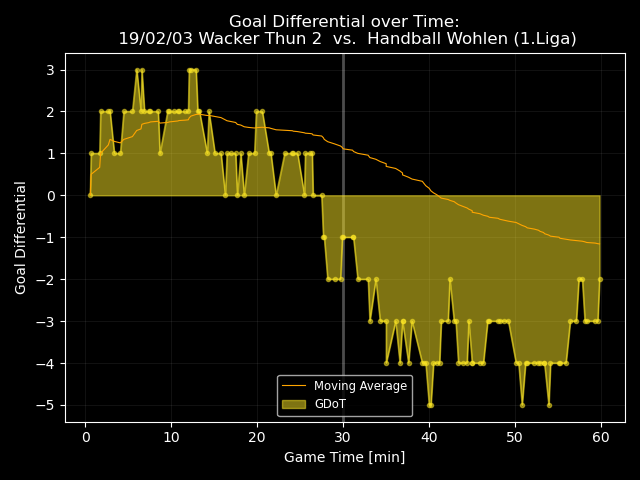 Goal Differential over Time:
19/02/03 Wacker Thun 2 vs. Handball Wohlen (1.Liga)
3
2
1
0
−1
−2
−3
−4
−5
Goal Differential
Moving Average
GDoT
0 10 20 30 40 50 60
Game Time [min]